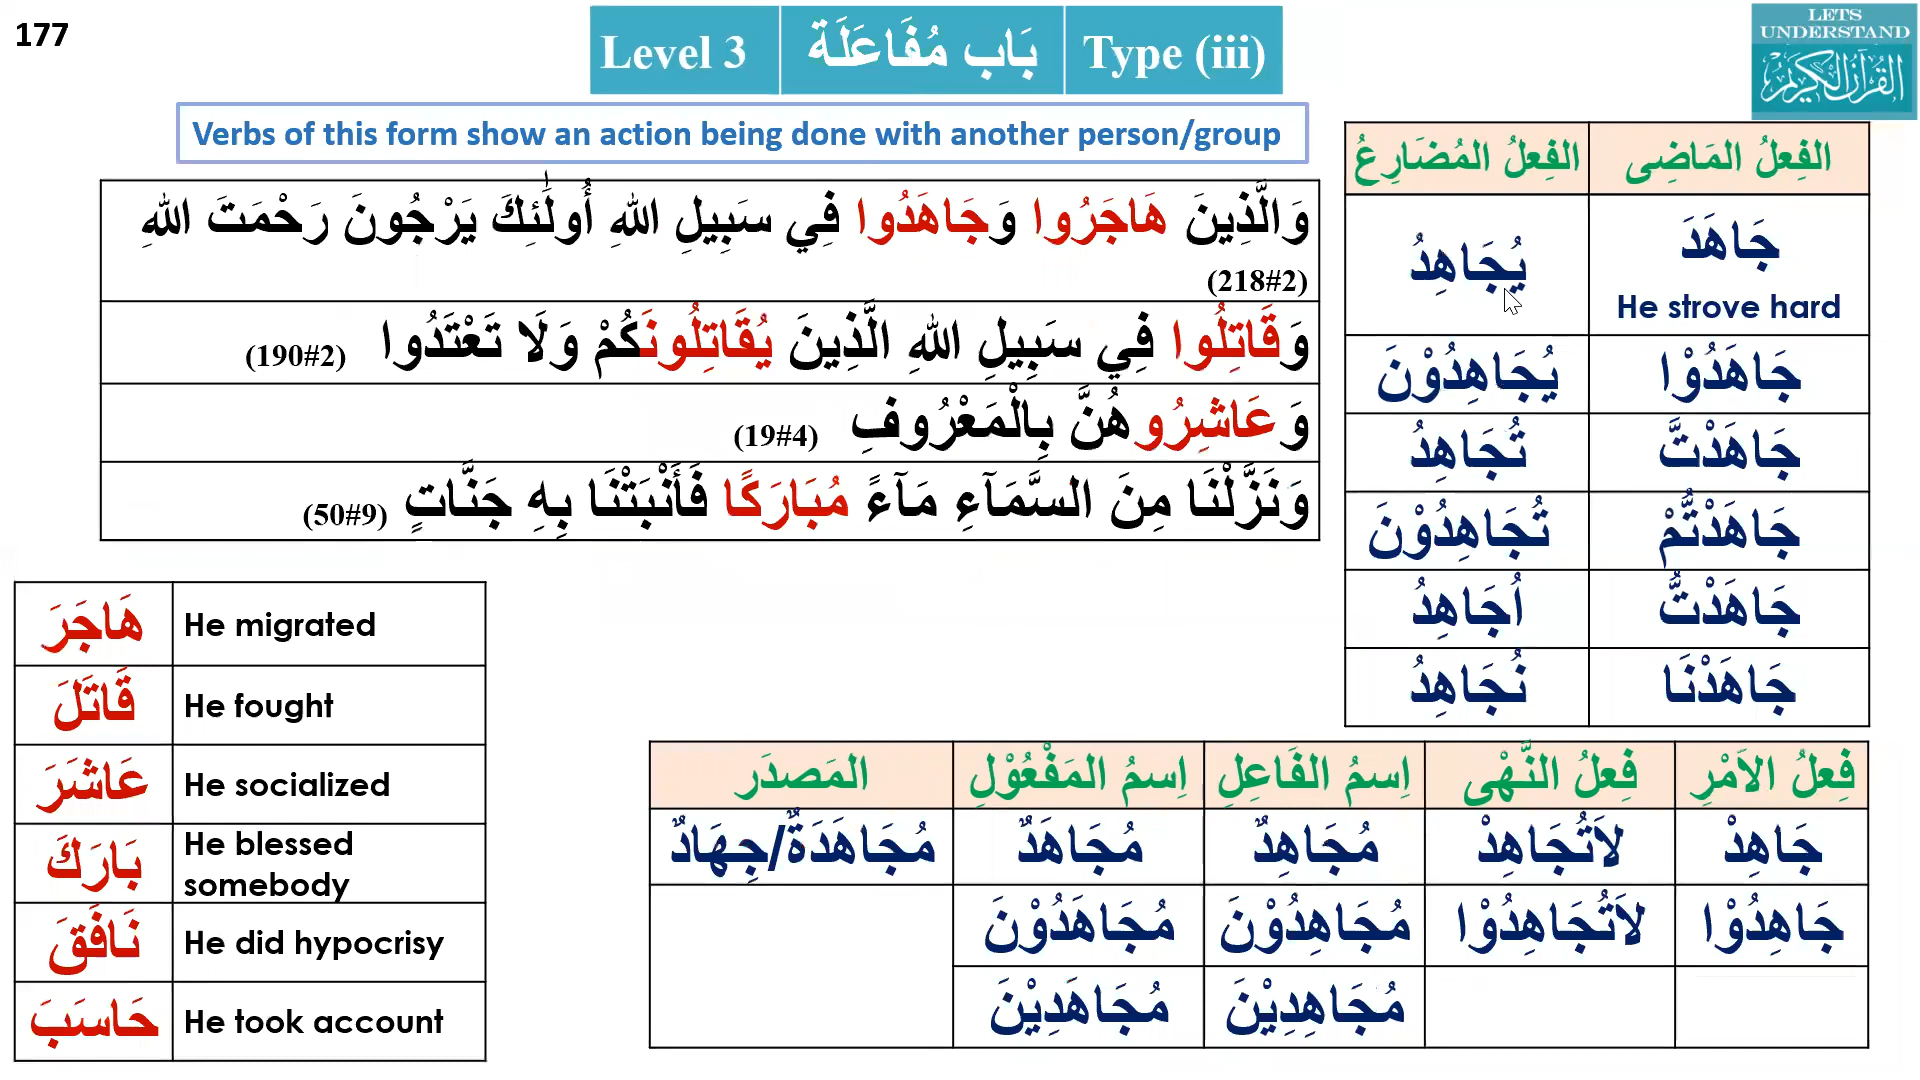 177
Level 3 بَاب مُفَاعَلَة Type (iii)
LETS
UNDERSTAND
القرآن الكريم
Verbs of this form show an action being done with another person/group
وَالَّذِينَ هَاجَرُوا وَجَاهَدُوا فِي سَبِيلِ اللهِ أُولَٰئِكَ يَرْجُونَ رَحْمَتَ اللهِ
(218#2)
وَقَاتِلُوا فِي سَبِيلِ اللهِ الَّذِينَ يُقَاتِلُونَكُمْ وَلَا تَعْتَدُوا (190#2)
وَعَاشِرُوهُنَّ بِالْمَعْرُوفِ (19#4)
وَنَزَّلْنَا مِنَ السَّمَآءِ مَآءً مُبَارَكًا فَأَنْبَتْنَا بِهِ جَنَّاتٍ (50#9)
الفِعلُ المَاضِى الفِعلُ المُضَارِعُ
جَاهَدَ يُجَاهِدُ
He strove hard
جَاهَدُوْا يُجَاهِدُوْنَ
جَاهَدْتَّ تُجَاهِدُ
جَاهَدْتُّمْ تُجَاهِدُوْنَ
جَاهَدْتُّ اُجَاهِدُ
جَاهَدْنَا نُجَاهِدُ
هَاجَرَ He migrated
قَاتَلَ He fought
عَاشَرَ He socialized
بَارَكَ He blessed
somebody
نَافَقَ He did hypocrisy
حَاسَبَ He took account
فِعلُ الاَمْرِ فِعلُ النَّهْى اِسمُ الفَاعِلِ اِسمُ المَفْعُوْلِ المَصدَر
جَاهِدْ لاَتُجَاهِدْ مُجَاهِدٌ مُجَاهَدٌ مُجَاهَدَةٌ/جِهَادٌ
جَاهِدُوْا لاَتُجَاهِدُوْا مُجَاهِدُوْنَ مُجَاهَدُوْنَ
مُجَاهِدِيْنَ مُجَاهَدِيْنَ